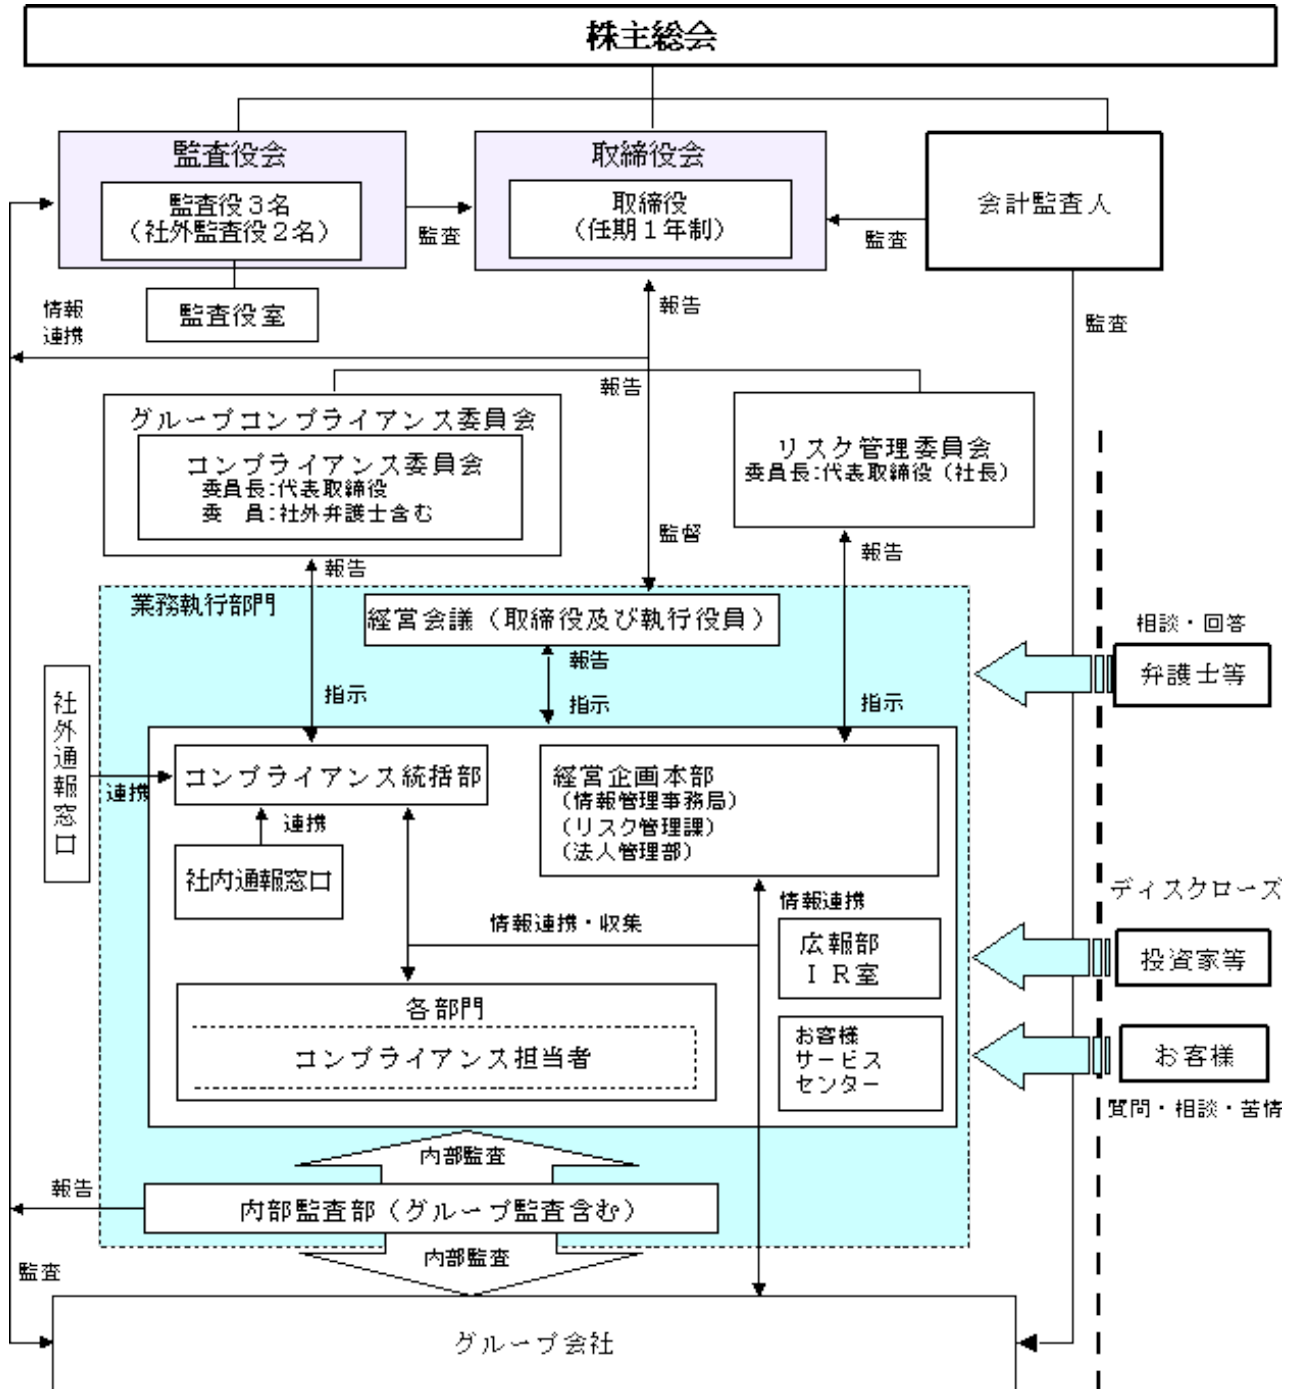 株主総会
監査役会
監査役３名
（社外監査役２名）
監査役室
監査
取締役会
取締役
（任期１年制）
監査
会計監査人
監査
情報
連携
報告
報告
グループコンプライアンス委員会
コンプライアンス委員会
委員長：代表取締役
委　員：社外弁護士含む
リスク管理委員会
委員長：代表取締役（社長）
監督
報告
報告
業務執行部門
経営会議（取締役及び執行役員）
報告
指示
指示
指示
相談・回答
弁護士等
社外通報窓口
連携
コンプライアンス統括部
連携
社内通報窓口
経営企画本部
（情報管理事務局）
（リスク管理課）
（法人管理部）
情報連携
情報連携・収集
広報部
ＩＲ室
ディスクローズ
投資家等
各部門
コンプライアンス担当者
お客様
サービス
センター
お客様
質問・相談・苦情
内部監査
報告
内部監査部（グループ監査含む）
内部監査
監査
グループ会社